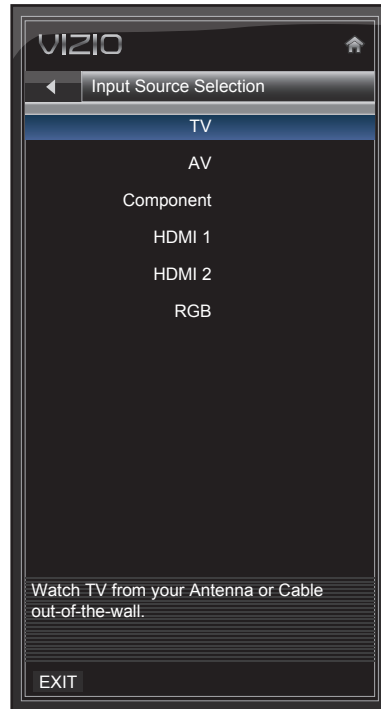 VIZIO
Input Source Selection
TV
AV
Component
HDMI 1
HDMI 2
RGB
Watch TV from your Antenna or Cable
out-of-the-wall.
EXIT